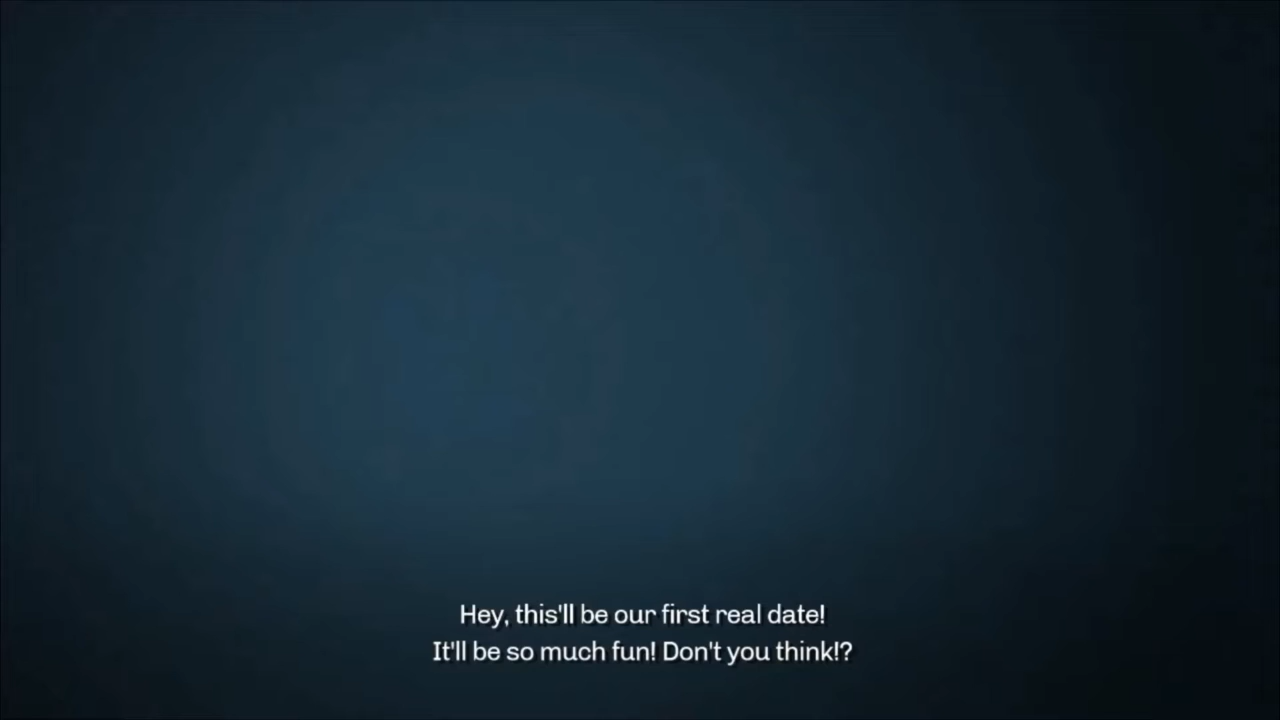 Hey, this'll be our first real date!
It'll be so much fun! Don't you think!?